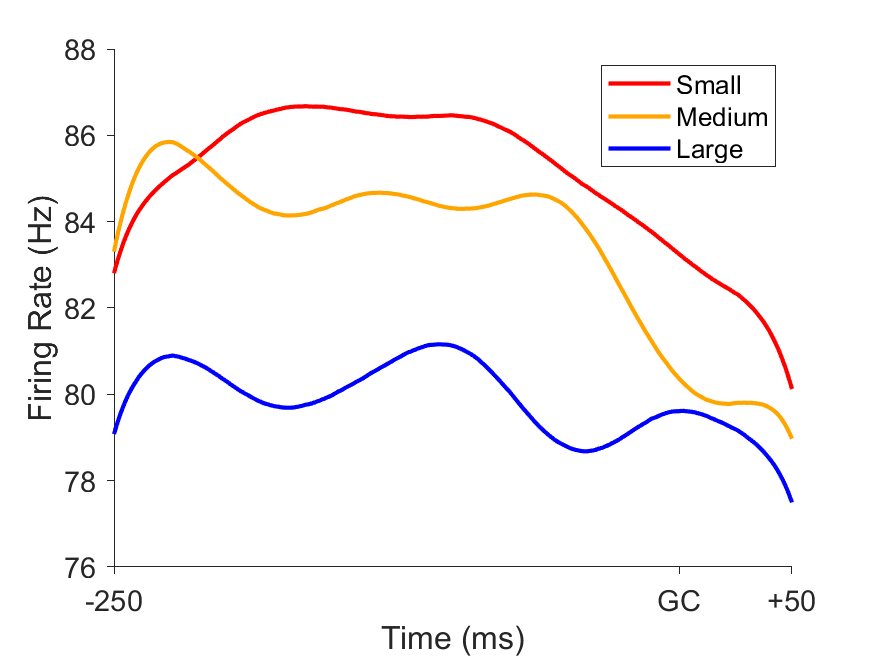 88
86
84
82
80
78
76
Firing Rate (Hz)
Small
Medium
Large
-250
GC
+50
Time (ms)